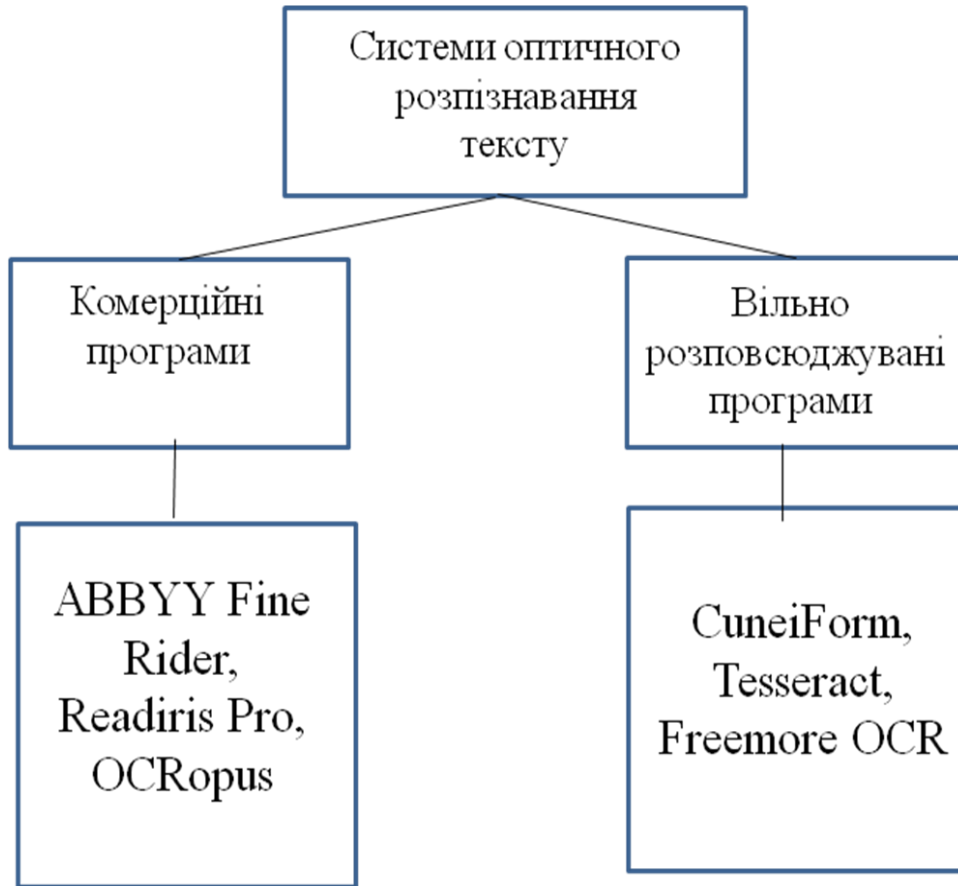 Системи оптичного
розпізнавання
тексту
Комерційні
програми
Вільно
розповсюджувані
програми
ABBYY Fine
Rider,
Readiris Pro,
OCRopus
CuneiForm,
Tesseract,
Freemore OCR